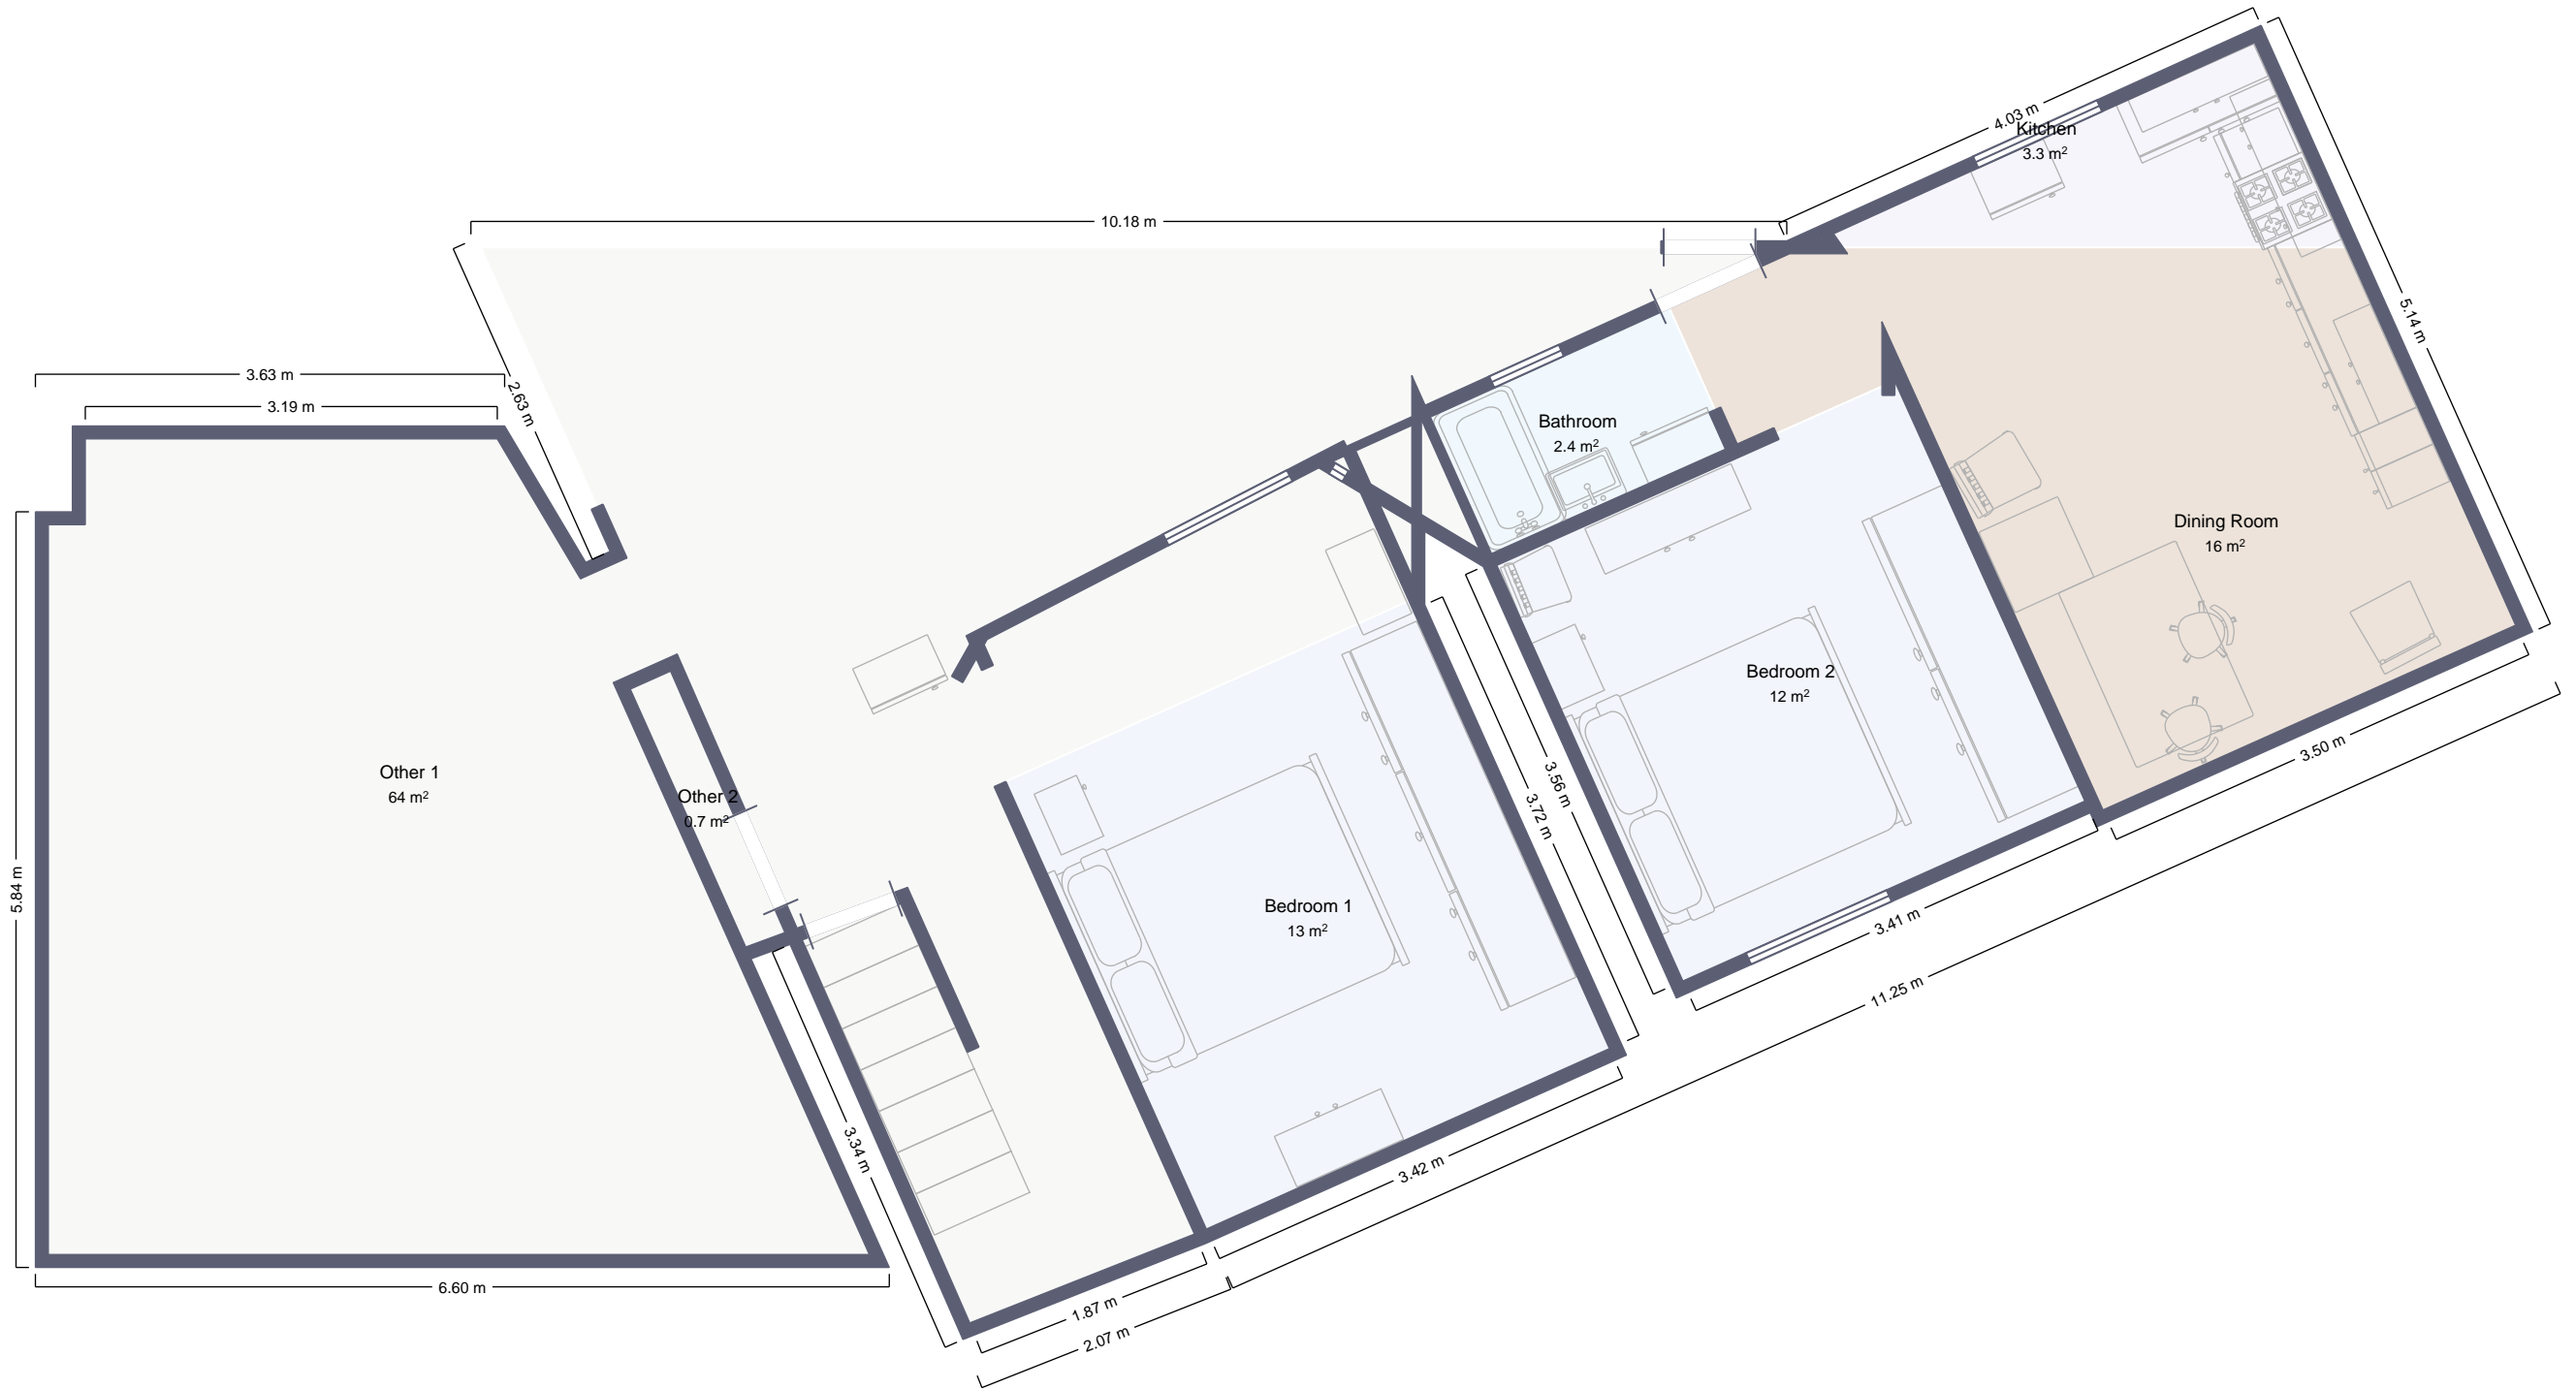 4.03 m
Kitchen
3.3 m²
10.18 m
5.14 m
3.63 m
2.63 m
3.19 m
Bathroom
2.4 m²
Dining Room
16 m²
Bedroom 2
12 m²
3.50 m
Other 1
64 m²
Other 2
0.7 m²
3.56 m
3.72 m
5.84 m
Bedroom 1
13 m²
3.41 m
11.25 m
3.34 m
3.42 m
6.60 m
1.87 m
2.07 m